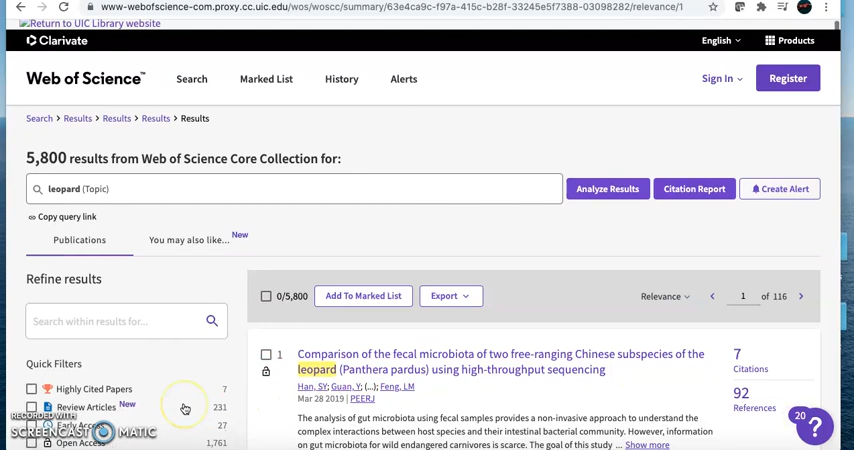 www-webofscience-com.proxy.cc.uic.edu/wos/woscc/summary/63e4ca9c-f97a-415c-b28f-33245e5f7388-03098282/relevance/1
Return to UIC Library website
Clarivate English Products
Web of Science™ Search Marked List History Alerts Sign In Register
Search > Results > Results > Results > Results
5,800 results from Web of Science Core Collection for:
leopard (Topic) Analyze Results Citation Report Create Alert
Copy query link
Publications You may also like... New
Refine results
0/5,800 Add To Marked List Export Relevance 1 of 116
Search within results for...
Quick Filters
Highly Cited Papers 7
Review Articles New 231
Early Access 27
Open Access 1,761
1 Comparison of the fecal microbiota of two free-ranging Chinese subspecies of the
leopard (Panthera pardus) using high-throughput sequencing
Han, SY; Guan, Y; (...); Feng, LM
Mar 28 2019 | PEERJ
The analysis of gut microbiota using fecal samples provides a non-invasive approach to understand the
complex interactions between host species and their intestinal bacterial community. However, information
on gut microbiota for wild endangered carnivores is scarce. The goal of this study ... Show more
7
Citations
92
References
20
?
RECORDED WITH
SCREENCAST MATIC